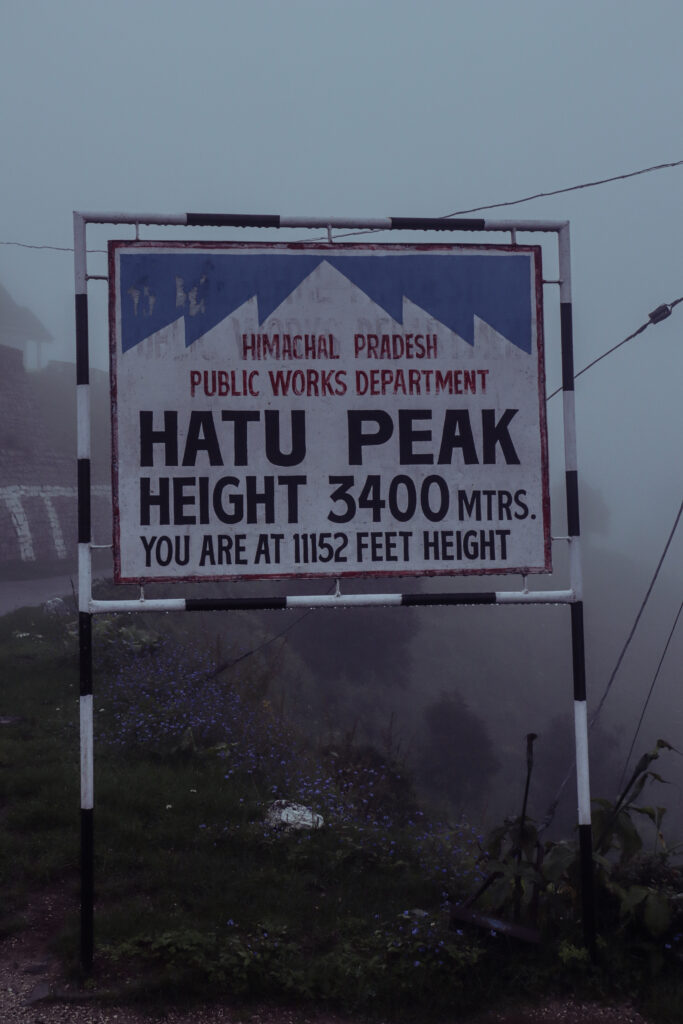 HIMACHAL PRADESH
PUBLIC WORKS DEPARTMENT
HATU PEAK
HEIGHT 3400 MTRS.
YOU ARE AT 11152 FEET HEIGHT